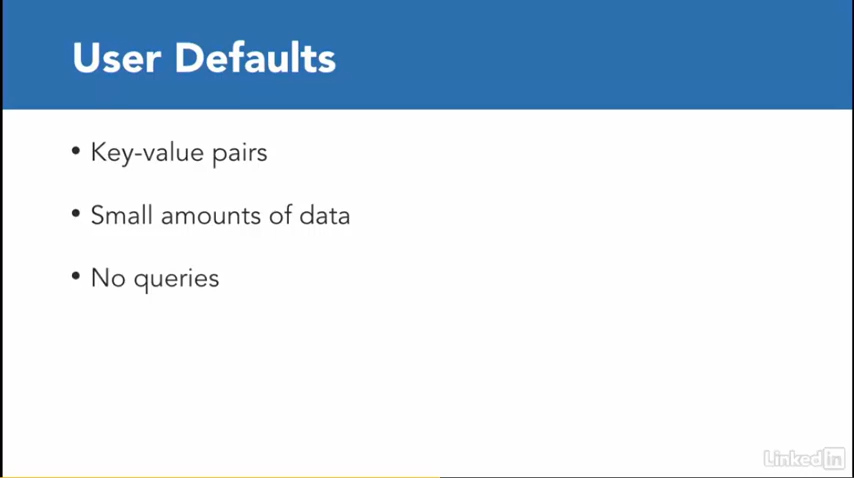 User Defaults
• Key-value pairs
• Small amounts of data
• No queries
LinkedIn